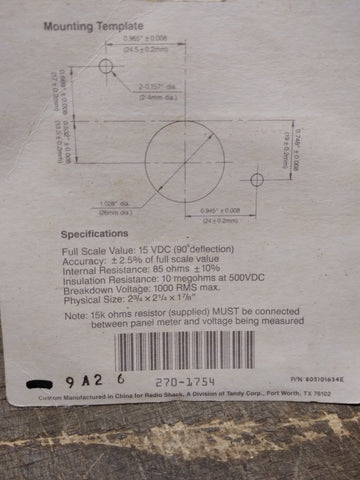 Mounting Template
0.965" ±0.008
(24.5±0.2mm)
0.669" ±0.008
(17±0.2mm)
2-0.157" dia.
(2-4mm dia.)
0.532" ±0.008
(13.5±0.2mm)
0.748" ±0.008
(19±0.2mm)
1.028" dia.
(26mm dia.)
0.945" ±0.008
(24±0.2mm)
Specifications
Full Scale Value: 15 VDC (90°deflection)
Accuracy: ±2.5% of full scale value
Internal Resistance: 85 ohms ±10%
Insulation Resistance: 10 megohms at 500VDC
Breakdown Voltage: 1000 RMS max.
Physical Size: 2¾ x 2¼ x 1⅞"
Note: 15k ohms resistor (supplied) MUST be connected
between panel meter and voltage being measured
9A2 6
270-1754
P/N 805101654E
Custom Manufactured in China for Radio Shack, A Division of Tandy Corp., Fort Worth, TX 76102